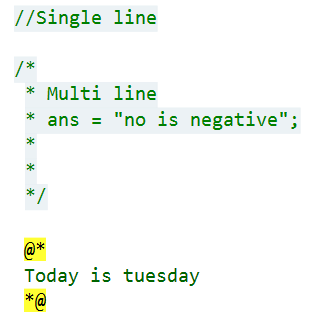 //Single line
/*
* Multi line
* ans = "no is negative";
*
*
*/
@*
Today is tuesday
*@